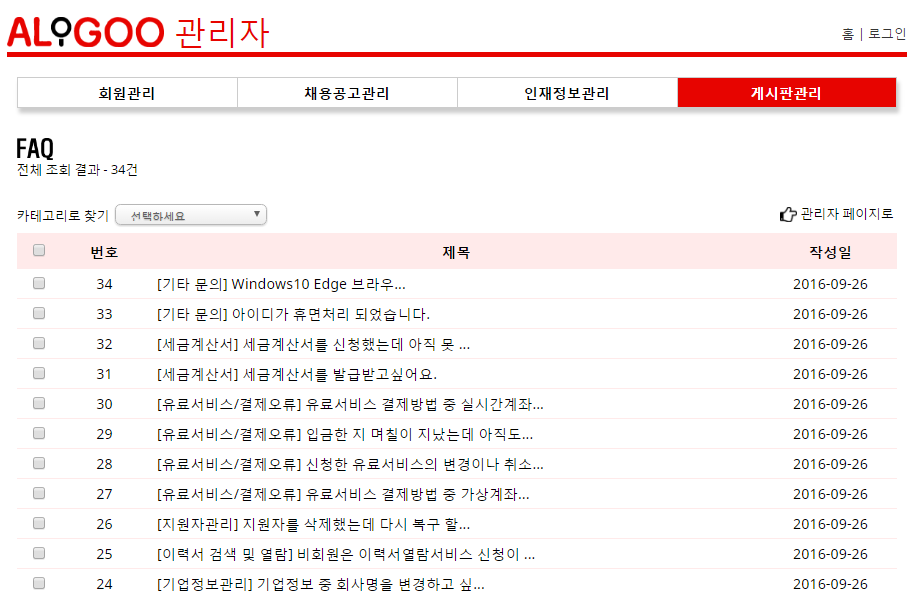 ALOGOO 관리자
홈 | 로그인
회원관리 채용공고관리 인재정보관리 게시판관리
FAQ
전체 조회 결과 - 34건
카테고리로 찾기 선택하세요 ▼ 관리자 페이지로
번호 제목 작성일
34 [기타 문의] Windows10 Edge 브라우... 2016-09-26
33 [기타 문의] 아이디가 휴면처리 되었습니다. 2016-09-26
32 [세금계산서] 세금계산서를 신청했는데 아직 못 ... 2016-09-26
31 [세금계산서] 세금계산서를 발급받고싶어요. 2016-09-26
30 [유료서비스/결제오류] 유료서비스 결제방법 중 실시간계좌... 2016-09-26
29 [유료서비스/결제오류] 입금한 지 며칠이 지났는데 아직도... 2016-09-26
28 [유료서비스/결제오류] 신청한 유료서비스의 변경이나 취소... 2016-09-26
27 [유료서비스/결제오류] 유료서비스 결제방법 중 가상계좌... 2016-09-26
26 [지원자관리] 지원자를 삭제했는데 다시 복구 할... 2016-09-26
25 [이력서 검색 및 열람] 비회원은 이력서열람서비스 신청이 ... 2016-09-26
24 [기업정보관리] 기업정보 중 회사명을 변경하고 싶... 2016-09-26